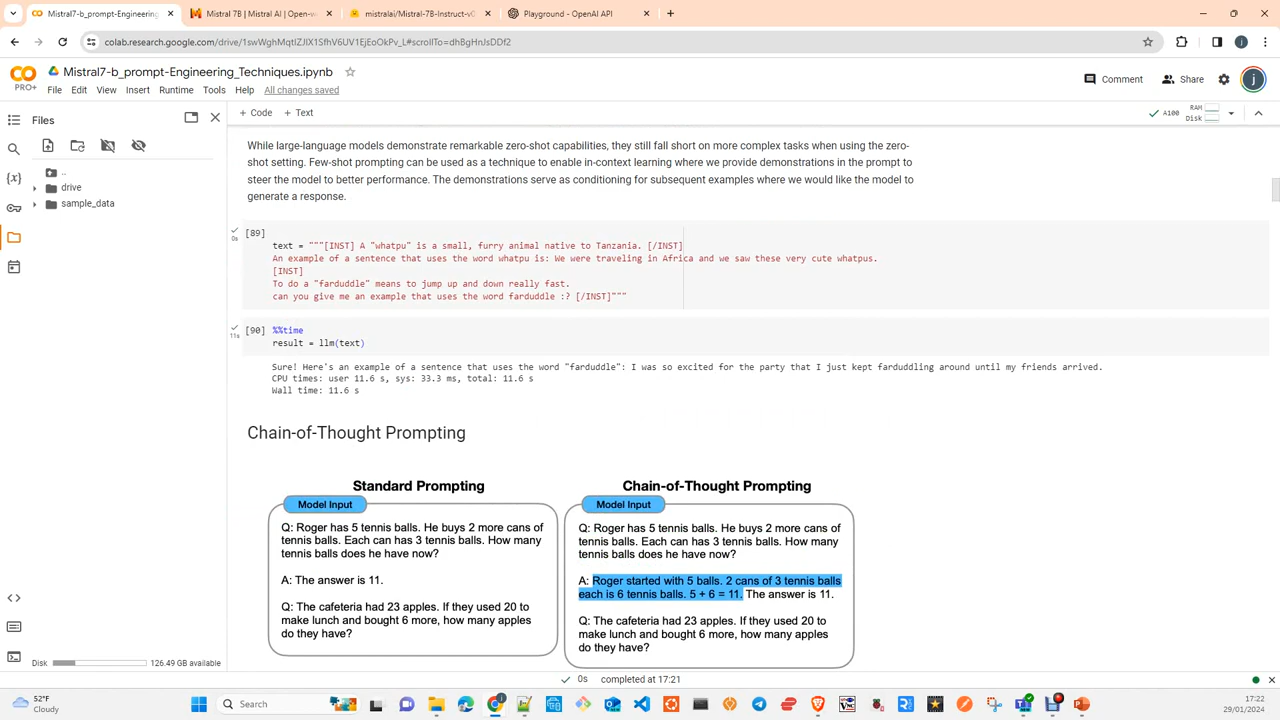 Mistral7-b_prompt-Engineering
Mistral 7B | Mistral AI | Open-w
mistralai/Mistral-7B-Instruct-v0
Playground - OpenAI API
colab.research.google.com/drive/1swWghMqtlZJIX1SfhV6UV1EjEoOkPv_L#scrollTo=dhBgHnJsDDf2
CO
PRO+
Mistral7-b_prompt-Engineering_Techniques.ipynb
File Edit View Insert Runtime Tools Help All changes saved
Comment
Share
j
Files
+ Code + Text
A100
RAM
Disk
..
drive
sample_data
While large-language models demonstrate remarkable zero-shot capabilities, they still fall short on more complex tasks when using the zero-
shot setting. Few-shot prompting can be used as a technique to enable in-context learning where we provide demonstrations in the prompt to
steer the model to better performance. The demonstrations serve as conditioning for subsequent examples where we would like the model to
generate a response.
[89]
0s
text = """[INST] A "whatpu" is a small, furry animal native to Tanzania. [/INST]
An example of a sentence that uses the word whatpu is: We were traveling in Africa and we saw these very cute whatpus.
[INST]
To do a "farduddle" means to jump up and down really fast.
can you give me an example that uses the word farduddle :? [/INST]"""
[90] %%time
11s
result = llm(text)
Sure! Here's an example of a sentence that uses the word "farduddle": I was so excited for the party that I just kept farduddling around until my friends arrived.
CPU times: user 11.6 s, sys: 33.3 ms, total: 11.6 s
Wall time: 11.6 s
Chain-of-Thought Prompting
Standard Prompting
Model Input
Q: Roger has 5 tennis balls. He buys 2 more cans of
tennis balls. Each can has 3 tennis balls. How many
tennis balls does he have now?
A: The answer is 11.
Q: The cafeteria had 23 apples. If they used 20 to
make lunch and bought 6 more, how many apples
do they have?
Chain-of-Thought Prompting
Model Input
Q: Roger has 5 tennis balls. He buys 2 more cans of
tennis balls. Each can has 3 tennis balls. How many
tennis balls does he have now?
A: Roger started with 5 balls. 2 cans of 3 tennis balls
each is 6 tennis balls. 5 + 6 = 11. The answer is 11.
Q: The cafeteria had 23 apples. If they used 20 to
make lunch and bought 6 more, how many apples
do they have?
Disk 126.49 GB available
0s completed at 17:21
52°F
Cloudy
Search
17:22
29/01/2024